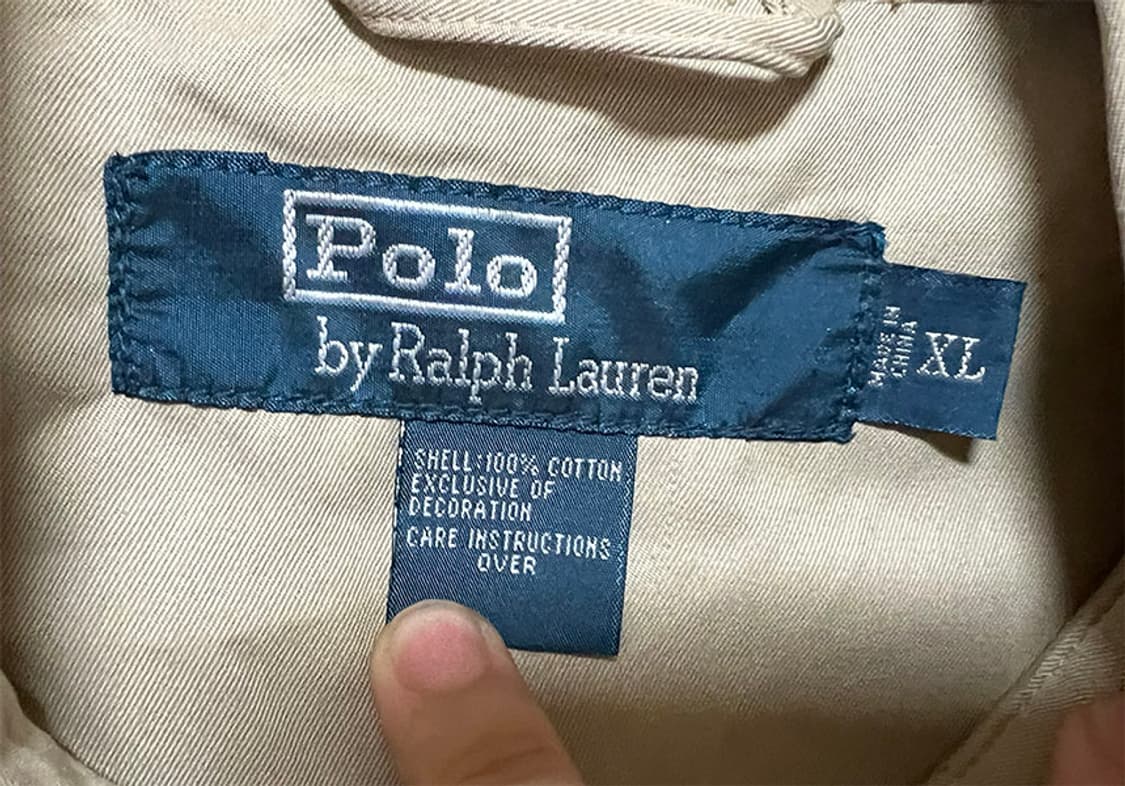 Polo
by Ralph Lauren
MADE IN
CHINA
XL
SHELL:100% COTTON
EXCLUSIVE OF
DECORATION
CARE INSTRUCTIONS
OVER